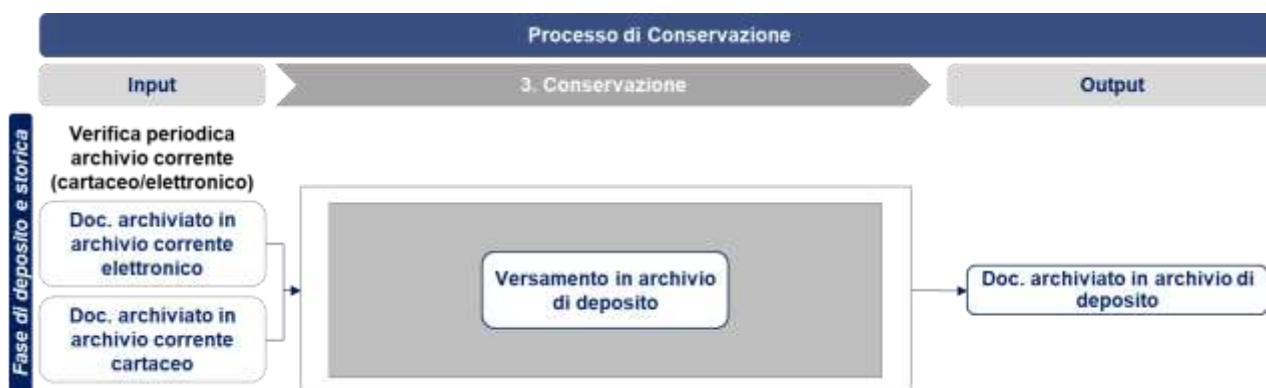 Processo di Conservazione
Input
3. Conservazione
Output
Fase di deposito e storica
Verifica periodica
archivio corrente
(cartaceo/elettronico)
Doc. archiviato in
archivio corrente
elettronico
Doc. archiviato in
archivio corrente
cartaceo
Versamento in archivio
di deposito
Doc. archiviato in archivio di
deposito